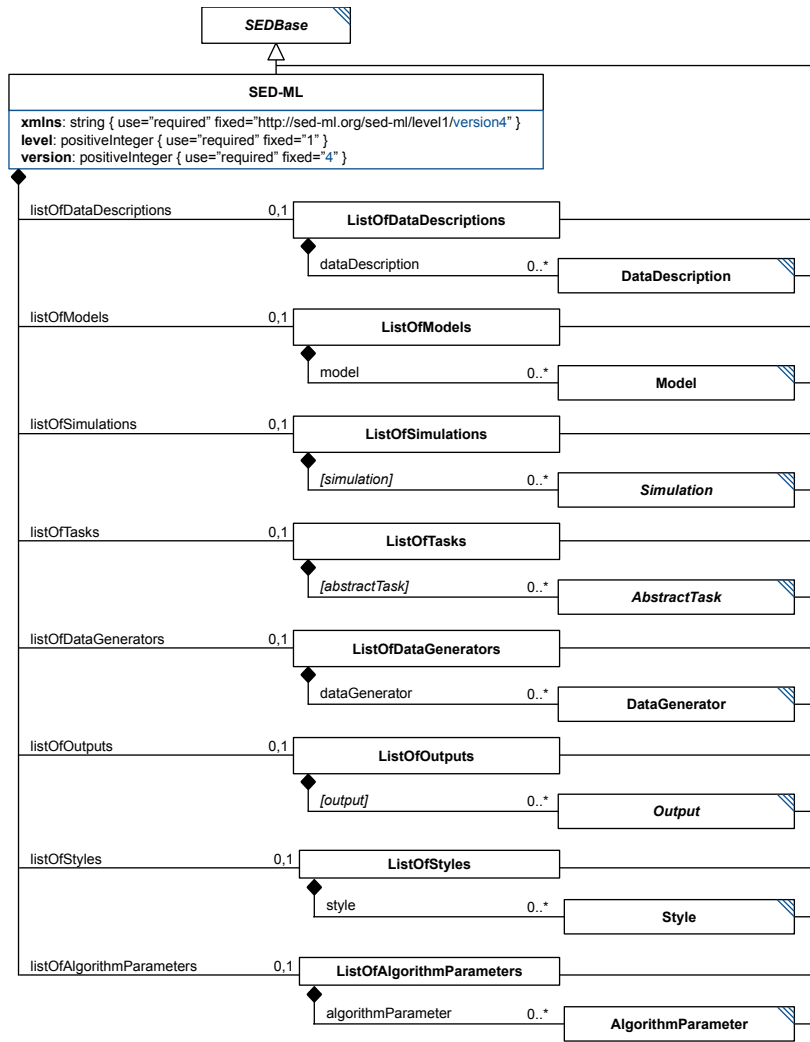 SEDBase
SED-ML
xmlns: string { use=”required” fixed=”http://sed-ml.org/sed-ml/level1/version4” }
level: positiveInteger { use=”required” fixed=”1” }
version: positiveInteger { use=”required” fixed=”4” }
listOfDataDescriptions 0,1 ListOfDataDescriptions
dataDescription 0..* DataDescription
listOfModels 0,1 ListOfModels
model 0..* Model
listOfSimulations 0,1 ListOfSimulations
[simulation] 0..* Simulation
listOfTasks 0,1 ListOfTasks
[abstractTask] 0..* AbstractTask
listOfDataGenerators 0,1 ListOfDataGenerators
dataGenerator 0..* DataGenerator
listOfOutputs 0,1 ListOfOutputs
[output] 0..* Output
listOfStyles 0,1 ListOfStyles
style 0..* Style
listOfAlgorithmParameters 0,1 ListOfAlgorithmParameters
algorithmParameter 0..* AlgorithmParameter